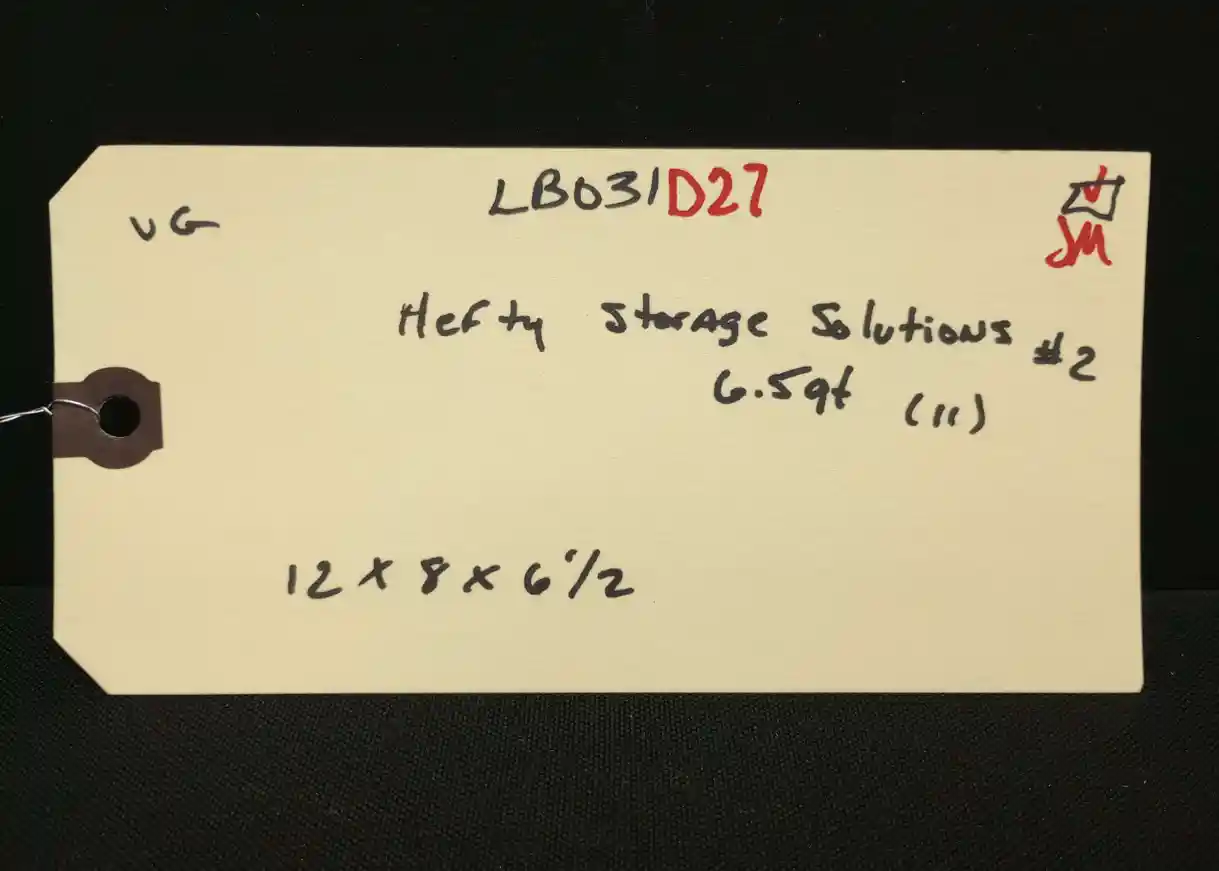 LB031D27
VG
JM
Hefty Storage Solutions #2
6.5qt (11)
12 x 8 x 6 1/2